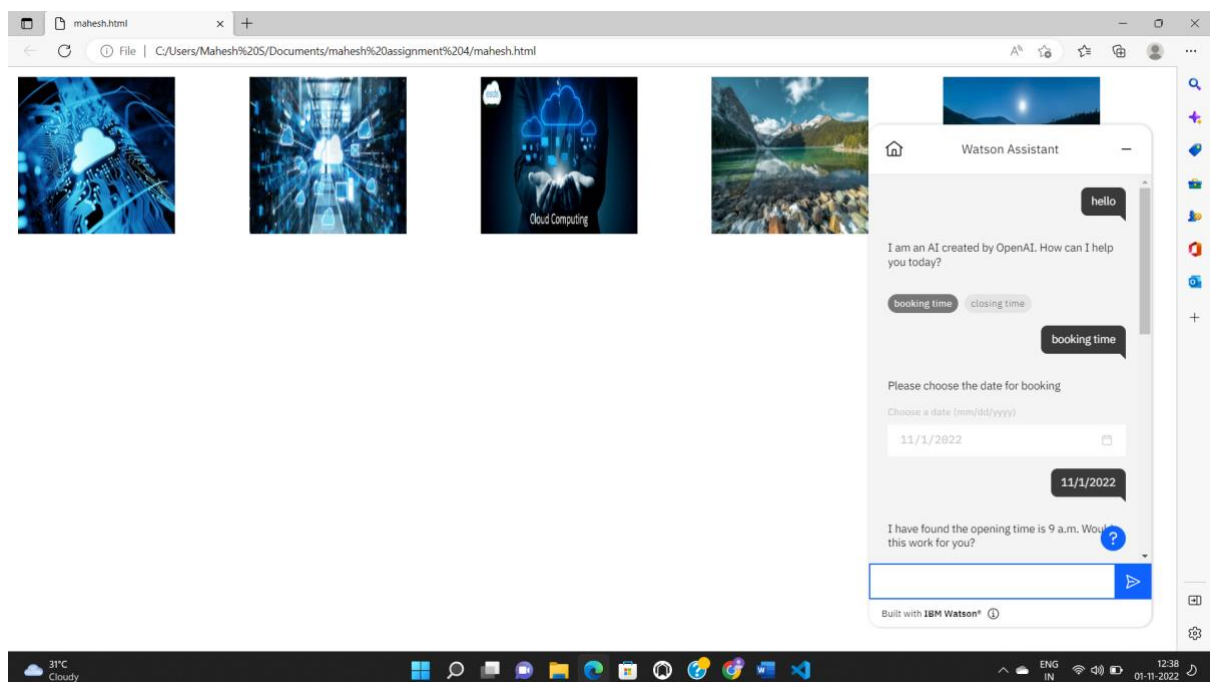 mahesh.html
File | C:/Users/Mahesh%20S/Documents/mahesh%20assignment%204/mahesh.html
Cloud Computing
Watson Assistant
hello
I am an AI created by OpenAI. How can I help
you today?
booking time closing time
booking time
Please choose the date for booking
Choose a date (mm/dd/yyyy)
11/1/2022
11/1/2022
I have found the opening time is 9 a.m.
this work for you?
?
Built with IBM Watson®
31°C
Cloudy
ENG
IN
12:38
01-11-2022